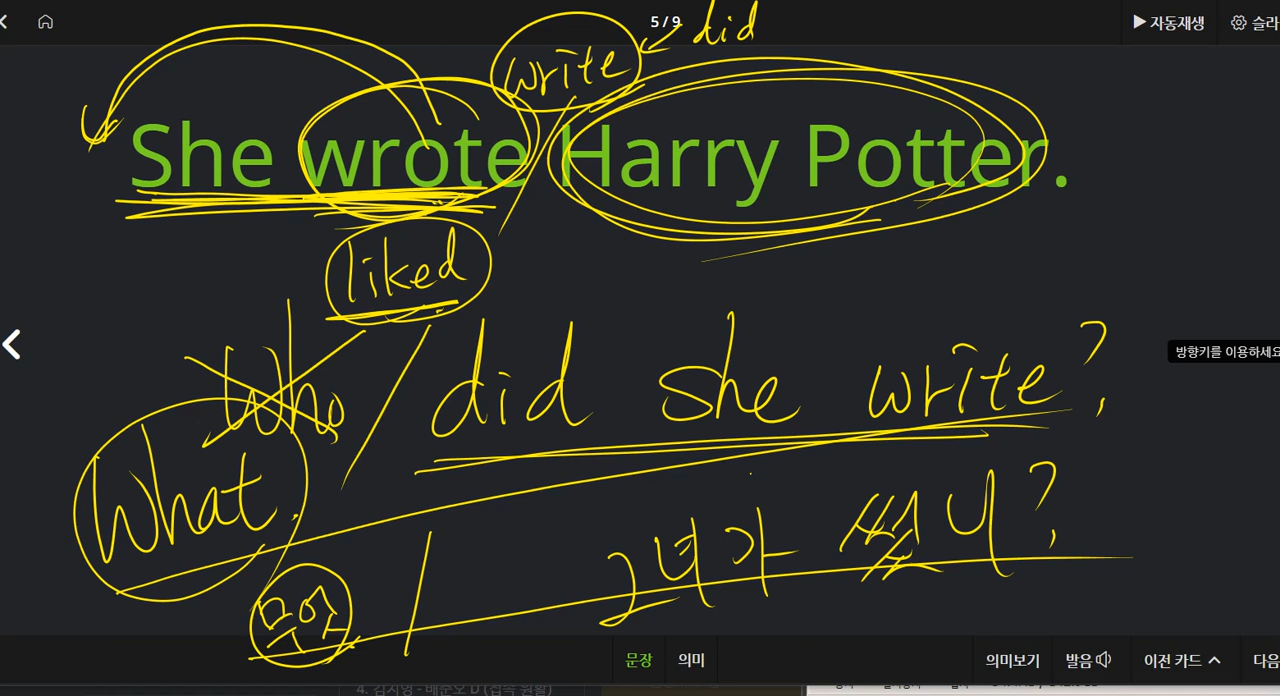 5 / 9
자동재생
슬라
did
write
She wrote Harry Potter.
liked
방향키를 이용하세요
Who did she write?
What
그녀가 썼니?
무엇
문장 의미 의미보기 발음 이전 카드 다음